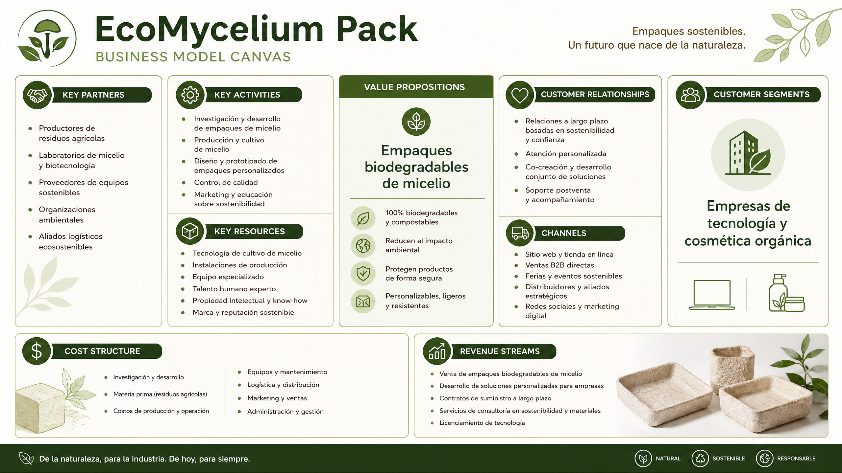 EcoMycelium Pack
BUSINESS MODEL CANVAS
Empaques sostenibles.
Un futuro que nace de la naturaleza.
KEY PARTNERS
Productores de
residuos agrícolas
Laboratorios de micelio
y biotecnología
Proveedores de equipos
sostenibles
Organizaciones
ambientales
Aliados logísticos
ecosostenibles
KEY ACTIVITIES
Investigación y desarrollo
de empaques de micelio
Producción y cultivo
de micelio
Diseño y prototipado de
empaques personalizados
Control de calidad
Marketing y educación
sobre sostenibilidad
KEY RESOURCES
Tecnología de cultivo de micelio
Instalaciones de producción
Equipo especializado
Talento humano experto
Propiedad intelectual y know-how
Marca y reputación sostenible
VALUE PROPOSITIONS
Empaques
biodegradables
de micelio
100% biodegradables
y compostables
Reducen el impacto
ambiental
Protegen productos
de forma segura
Personalizables, ligeros
y resistentes
CUSTOMER RELATIONSHIPS
Relaciones a largo plazo
basadas en sostenibilidad
y confianza
Atención personalizada
Co-creación y desarrollo
conjunto de soluciones
Soporte postventa
y acompañamiento
CHANNELS
Sitio web y tienda en línea
Ventas B2B directas
Ferias y eventos sostenibles
Distribuidores y aliados
estratégicos
Redes sociales y marketing
digital
CUSTOMER SEGMENTS
Empresas de
tecnología y
cosmética orgánica
$
COST STRUCTURE
Investigación y desarrollo
Materia prima (residuos agrícolas)
Costos de producción y operación
Equipos y mantenimiento
Logística y distribución
Marketing y ventas
Administración y gestión
REVENUE STREAMS
Venta de empaques biodegradables de micelio
Desarrollo de soluciones personalizadas para empresas
Contratos de suministro a largo plazo
Servicios de consultoría en sostenibilidad y materiales
Licenciamiento de tecnología
De la naturaleza, para la industria. De hoy, para siempre.
NATURAL
SOSTENIBLE
RESPONSABLE